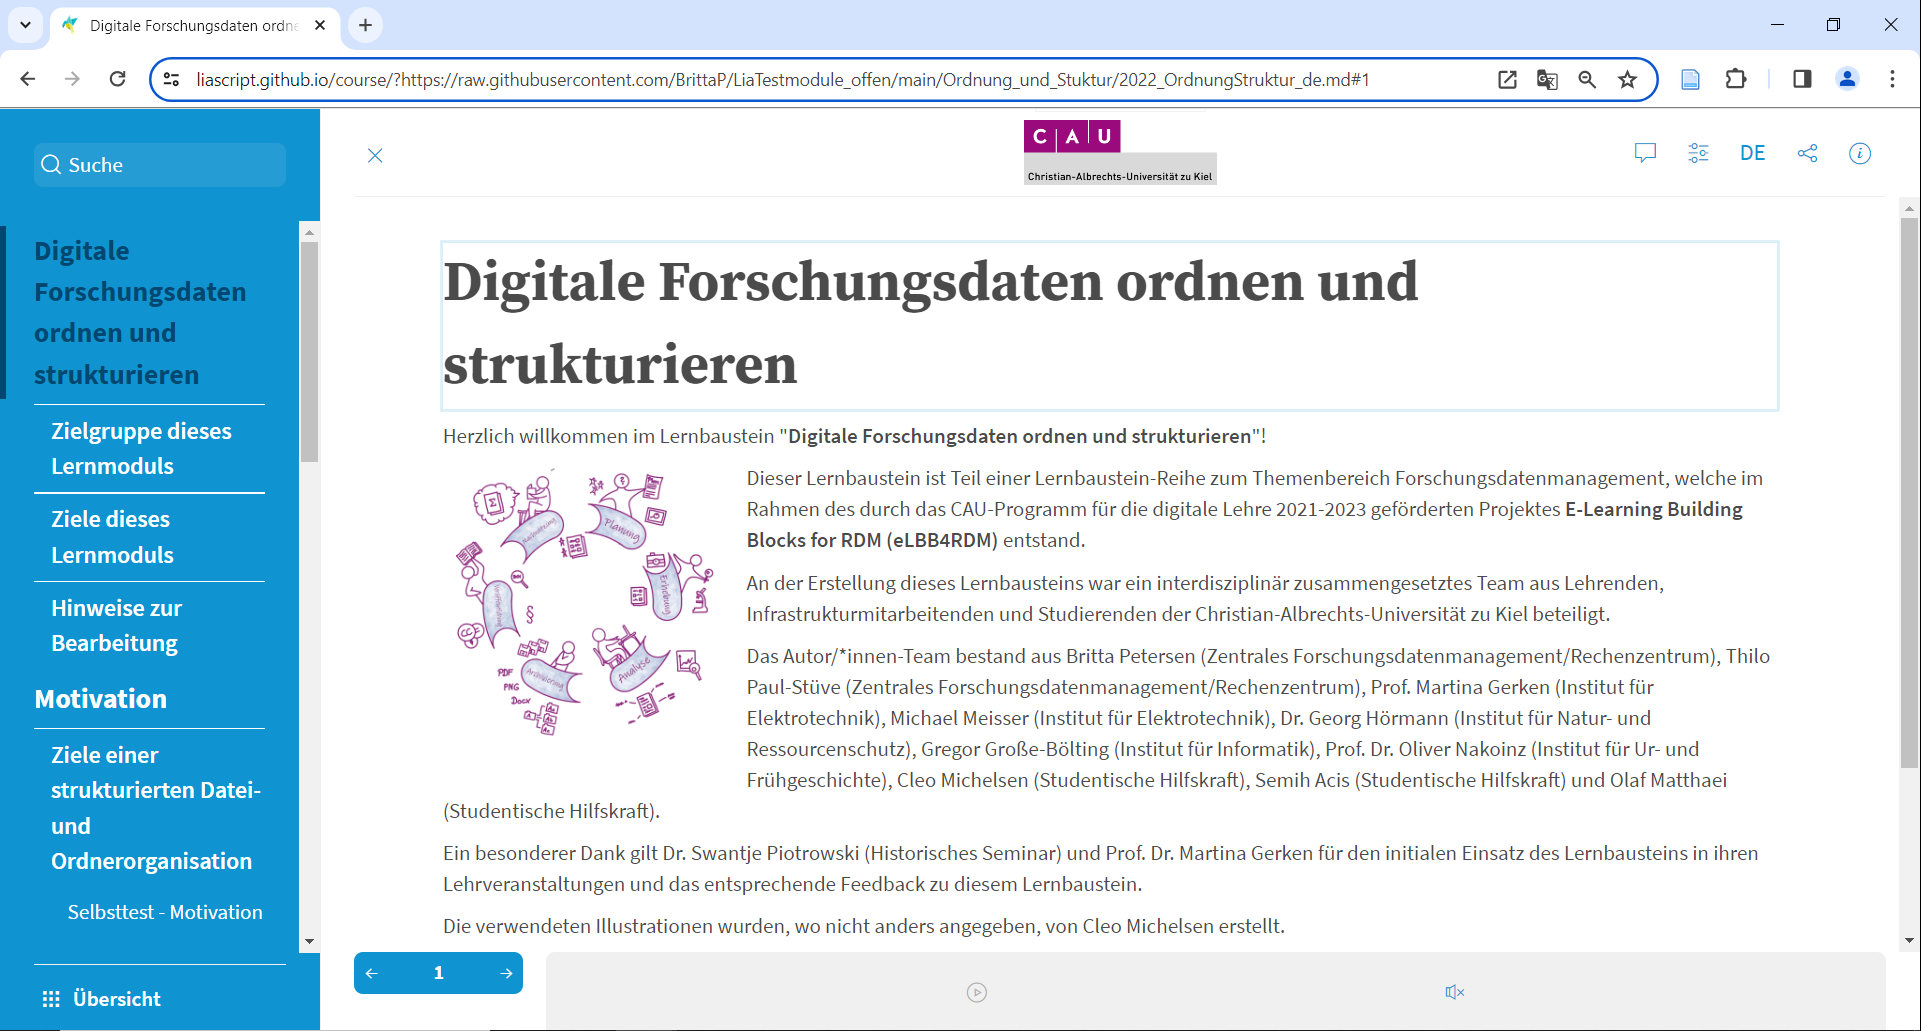 Digitale Forschungsdaten ordne
liascript.github.io/course/?https://raw.githubusercontent.com/BrittaP/LiaTestmodule_offen/main/Ordnung_und_Stuktur/2022_OrdnungStruktur_de.md#1
Suche
Digitale
Forschungsdaten
ordnen und
strukturieren
Zielgruppe dieses
Lernmoduls
Ziele dieses
Lernmoduls
Hinweise zur
Bearbeitung
Motivation
Ziele einer
strukturierten Datei-
und
Ordnerorganisation
Selbsttest - Motivation
Übersicht
C A U
Christian-Albrechts-Universität zu Kiel
DE
Digitale Forschungsdaten ordnen und
strukturieren
Herzlich willkommen im Lernbaustein "Digitale Forschungsdaten ordnen und strukturieren"!
Planung
Erhebung
Analyse
Archivierung
PDF
PNG
Docx
CC
§
Dieser Lernbaustein ist Teil einer Lernbaustein-Reihe zum Themenbereich Forschungsdatenmanagement, welche im
Rahmen des durch das CAU-Programm für die digitale Lehre 2021-2023 geförderten Projektes E-Learning Building
Blocks for RDM (eLBB4RDM) entstand.
An der Erstellung dieses Lernbausteins war ein interdisziplinär zusammengesetztes Team aus Lehrenden,
Infrastrukturmitarbeitenden und Studierenden der Christian-Albrechts-Universität zu Kiel beteiligt.
Das Autor/*innen-Team bestand aus Britta Petersen (Zentrales Forschungsdatenmanagement/Rechenzentrum), Thilo
Paul-Stüve (Zentrales Forschungsdatenmanagement/Rechenzentrum), Prof. Martina Gerken (Institut für
Elektrotechnik), Michael Meisser (Institut für Elektrotechnik), Dr. Georg Hörmann (Institut für Natur- und
Ressourcenschutz), Gregor Große-Bölting (Institut für Informatik), Prof. Dr. Oliver Nakoinz (Institut für Ur- und
Frühgeschichte), Cleo Michelsen (Studentische Hilfskraft), Semih Acis (Studentische Hilfskraft) und Olaf Matthaei
(Studentische Hilfskraft).
Ein besonderer Dank gilt Dr. Swantje Piotrowski (Historisches Seminar) und Prof. Dr. Martina Gerken für den initialen Einsatz des Lernbausteins in ihren
Lehrveranstaltungen und das entsprechende Feedback zu diesem Lernbaustein.
Die verwendeten Illustrationen wurden, wo nicht anders angegeben, von Cleo Michelsen erstellt.
1